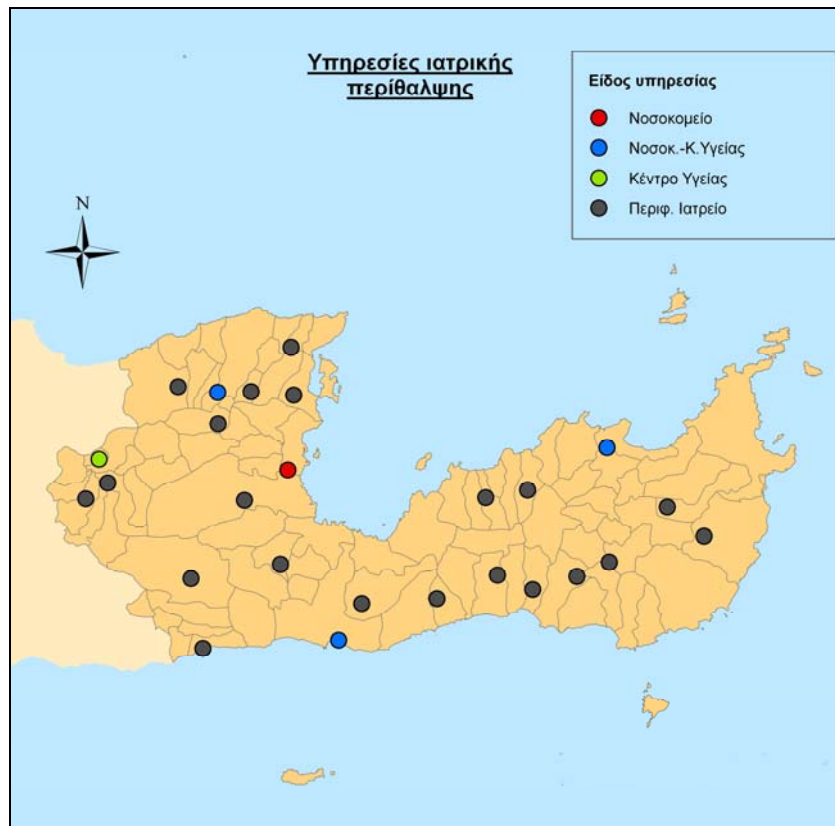 Υπηρεσίες ιατρικής
περίθαλψης
Είδος υπηρεσίας
Νοσοκομείο
Νοσοκ.-Κ.Υγείας
Κέντρο Υγείας
Περιφ. Ιατρείο
N